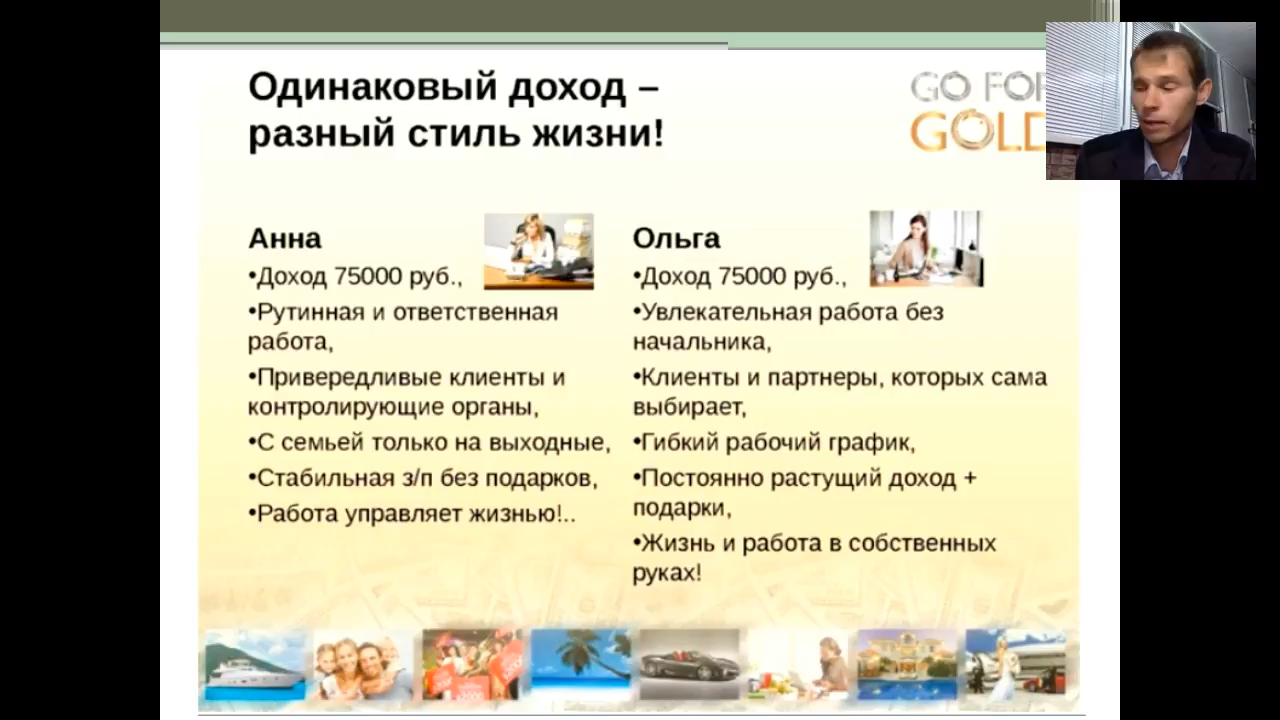 Одинаковый доход –
разный стиль жизни!
GO FOR
GOLD
Анна
•Доход 75000 руб.,
•Рутинная и ответственная
работа,
•Привередливые клиенты и
контролирующие органы,
•С семьей только на выходные,
•Стабильная з/п без подарков,
•Работа управляет жизнью!..
Ольга
•Доход 75000 руб.,
•Увлекательная работа без
начальника,
•Клиенты и партнеры, которых сама
выбирает,
•Гибкий рабочий график,
•Постоянно растущий доход +
подарки,
•Жизнь и работа в собственных
руках!